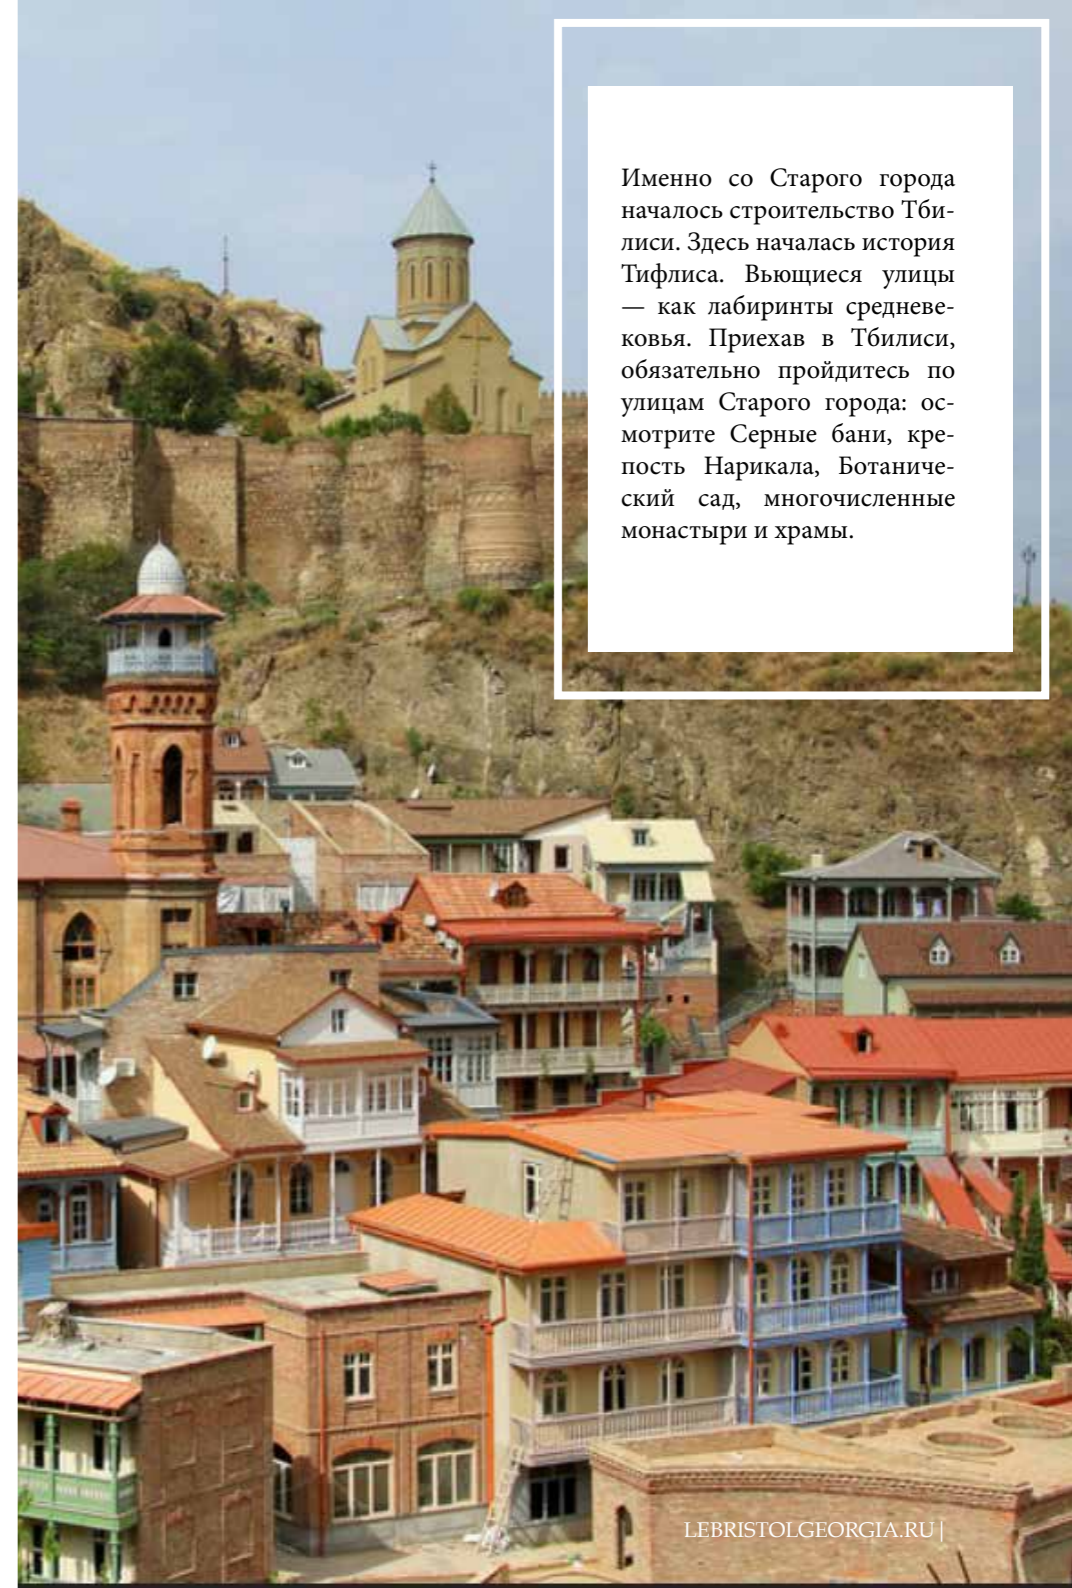 Именно со Старого города
началось строительство Тби-
лиси. Здесь началась история
Тифлиса. Вьющиеся улицы
— как лабиринты средневе-
ковья. Приехав в Тбилиси,
обязательно пройдитесь по
улицам Старого города: ос-
мотрите Серные бани, кре-
пость Нарикала, Ботаниче-
ский сад, многочисленные
монастыри и храмы.
LEBRISTOLGEORGIA.RU|